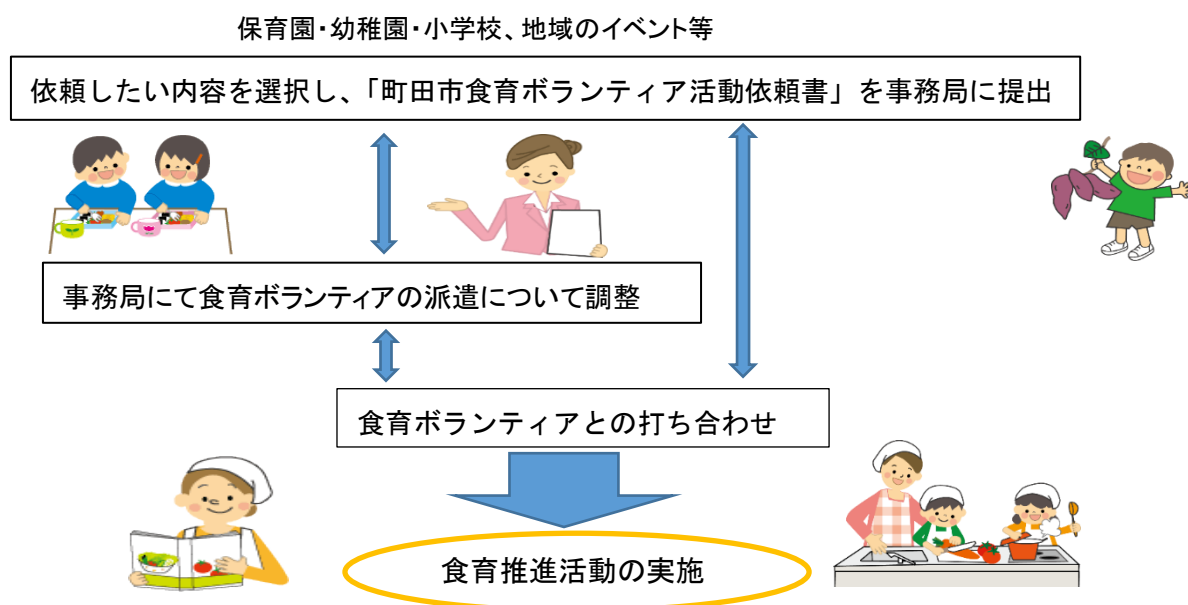 保育園・幼稚園・小学校、地域のイベント等
依頼したい内容を選択し、「町田市食育ボランティア活動依頼書」を事務局に提出
事務局にて食育ボランティアの派遣について調整
食育ボランティアとの打ち合わせ
食育推進活動の実施